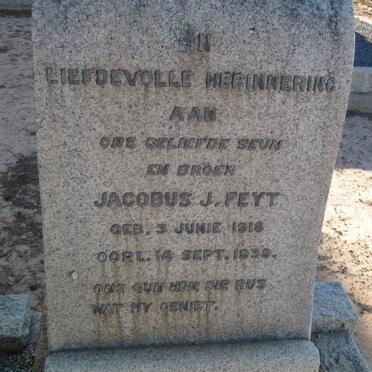 IN
LIEFDEVOLLE HERINNERING
AAN
ONS GELIEFDE SEUN
EN BROER
JACOBUS J. FEYT
GEB. 3 JUNIE 1916
OORL. 14 SEPT. 1939.
ONS GUN HOM DIE RUS
WAT HY GENIET.